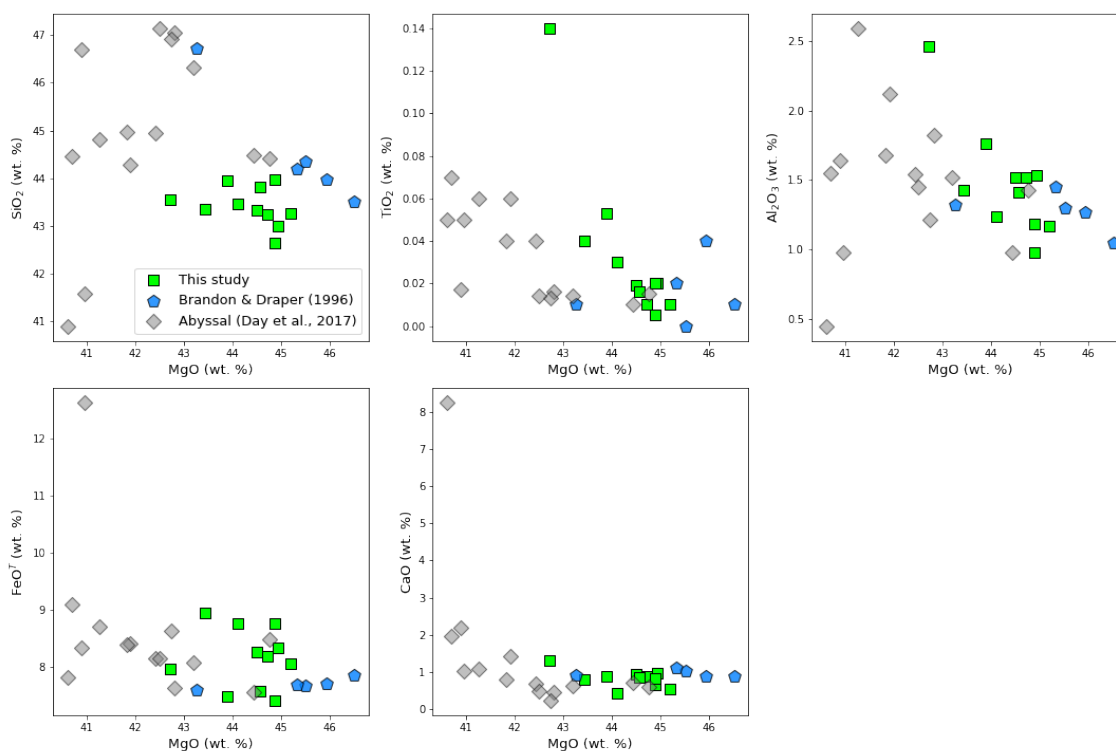 47
46
45
44
43
42
41
SiO₂ (wt. %)
41 42 43 44 45 46
MgO (wt. %)
This study
Brandon & Draper (1996)
Abyssal (Day et al., 2017)
0.14
0.12
0.10
0.08
0.06
0.04
0.02
0.00
TiO₂ (wt. %)
41 42 43 44 45 46
MgO (wt. %)
2.5
2.0
1.5
1.0
0.5
Al₂O₃ (wt. %)
41 42 43 44 45 46
MgO (wt. %)
12
11
10
9
8
FeOᵀ (wt. %)
41 42 43 44 45 46
MgO (wt. %)
8
7
6
5
4
3
2
1
0
CaO (wt. %)
41 42 43 44 45 46
MgO (wt. %)